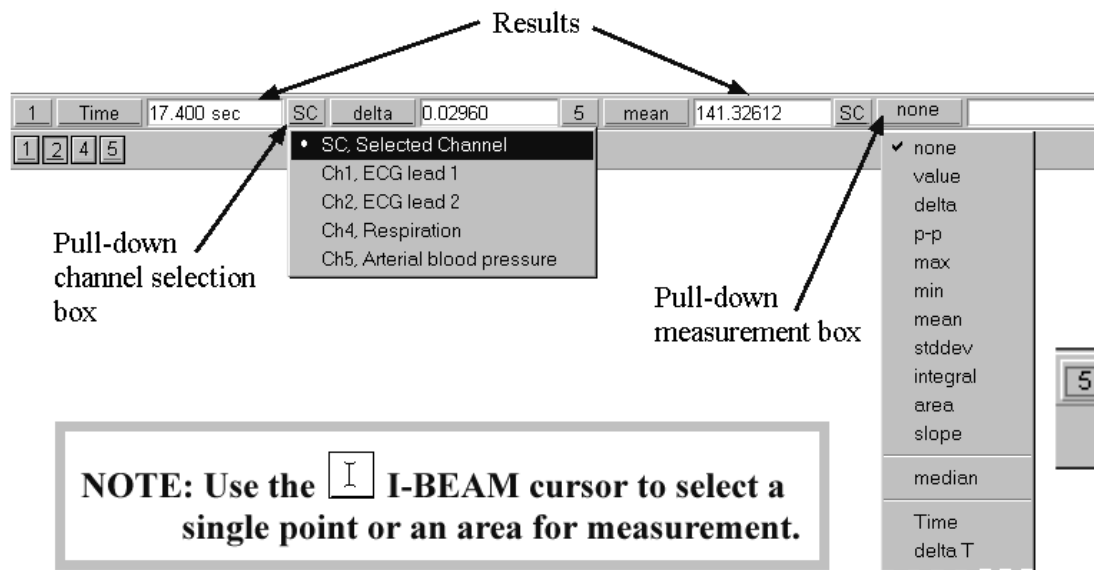 Results
1 Time 17.400 sec SC delta 0.02960 5 mean 141.32612 SC none
1 2 4 5
• SC, Selected Channel
Ch1, ECG lead 1
Ch2, ECG lead 2
Ch4, Respiration
Ch5, Arterial blood pressure
Pull-down
channel selection
box
Pull-down
measurement box
✔ none
value
delta
p-p
max
min
mean
stddev
integral
area
slope
median
Time
delta T
5
NOTE: Use the I I-BEAM cursor to select a
single point or an area for measurement.